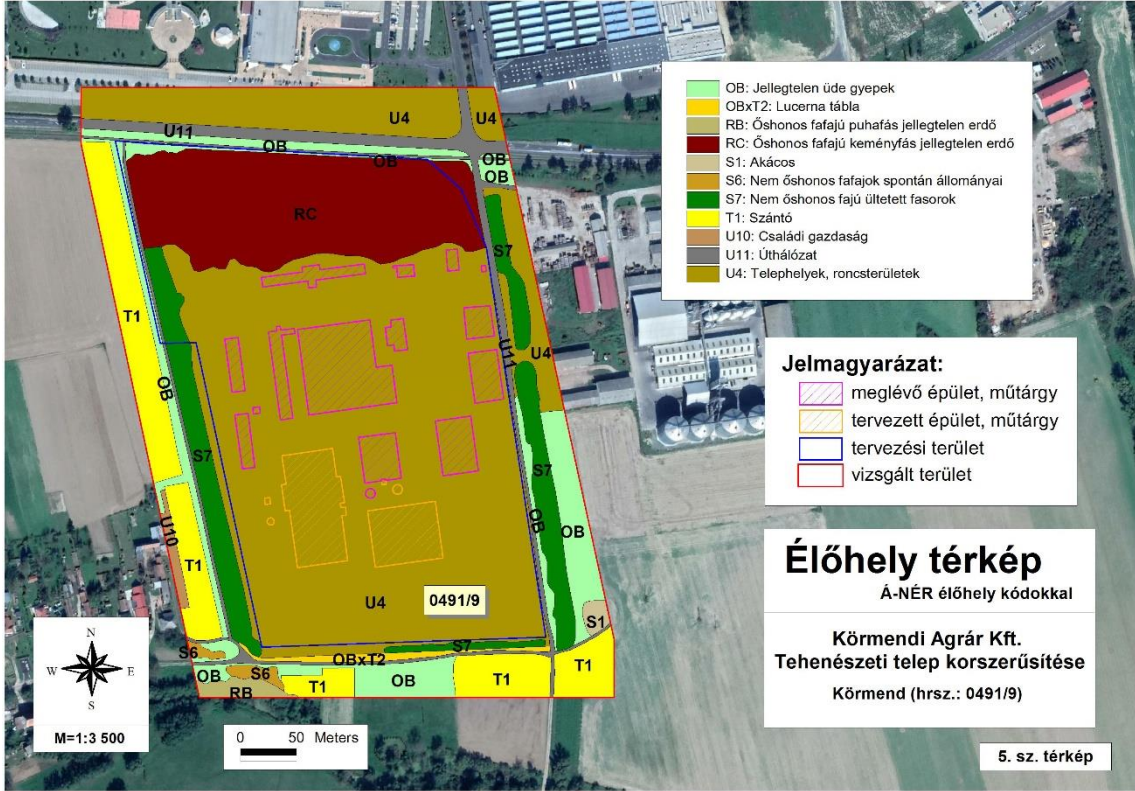 OB: Jellegtelen üde gyepek
OBxT2: Lucerna tábla
RB: Őshonos fafajú puhafás jellegtelen erdő
RC: Őshonos fafajú keményfás jellegtelen erdő
S1: Akácos
S6: Nem őshonos fafajok spontán állományai
S7: Nem őshonos fajú ültetett fasorok
T1: Szántó
U10: Családi gazdaság
U11: Úthálózat
U4: Telephelyek, roncsterületek
Jelmagyarázat:
meglévő épület, műtárgy
tervezett épület, műtárgy
tervezési terület
vizsgált terület
Élőhely térkép
Á-NÉR élőhely kódokkal
Körmendi Agrár Kft.
Tehenészeti telep korszerűsítése
Körmend (hrsz.: 0491/9)
5. sz. térkép
U4
U4
U11
OB
OB
OB
OB
RC
S7
T1
U11
U4
OB
S7
S7
OB
OB
U10
T1
U4
0491/9
S1
S6
S7
OBxT2
T1
OB
S6
RB
T1
OB
T1
N
W
E
S
M=1:3 500
0
50
Meters